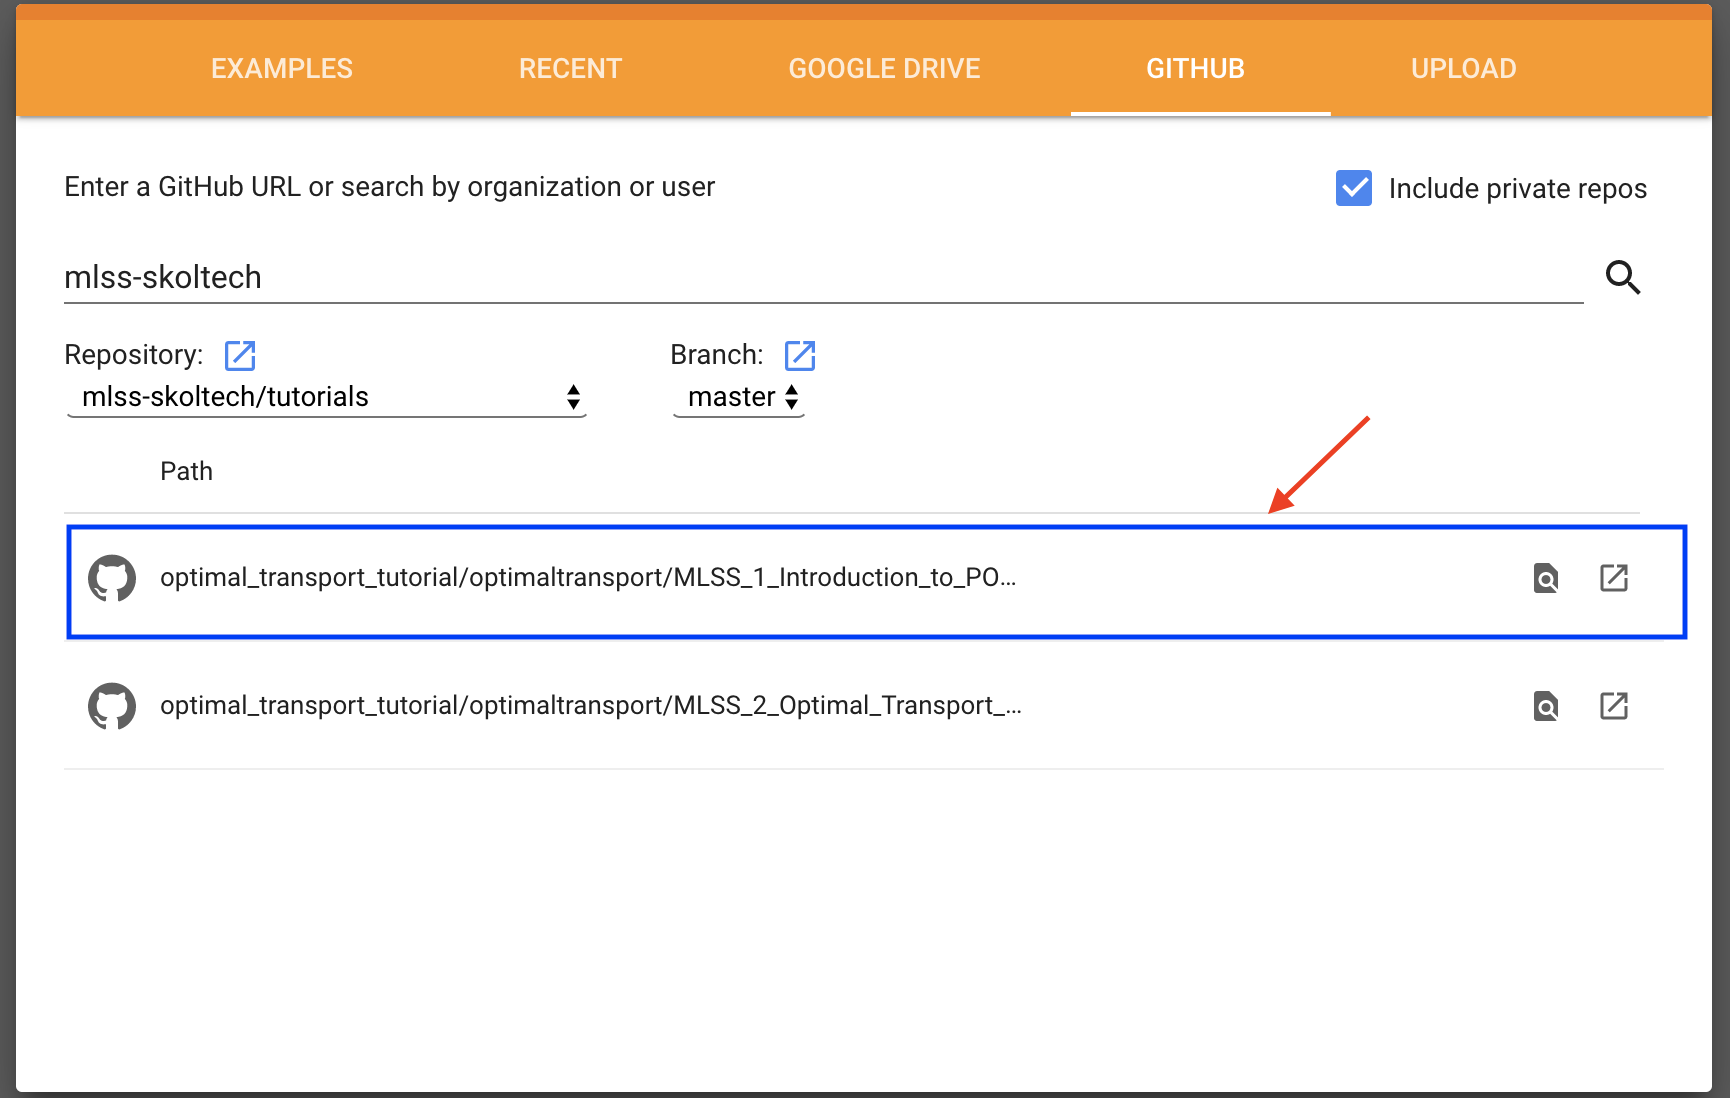 EXAMPLES RECENT GOOGLE DRIVE GITHUB UPLOAD
Enter a GitHub URL or search by organization or user
Include private repos
mlss-skoltech
Repository: Branch:
mlss-skoltech/tutorials master
Path
optimal_transport_tutorial/optimaltransport/MLSS_1_Introduction_to_PO...
optimal_transport_tutorial/optimaltransport/MLSS_2_Optimal_Transport_...